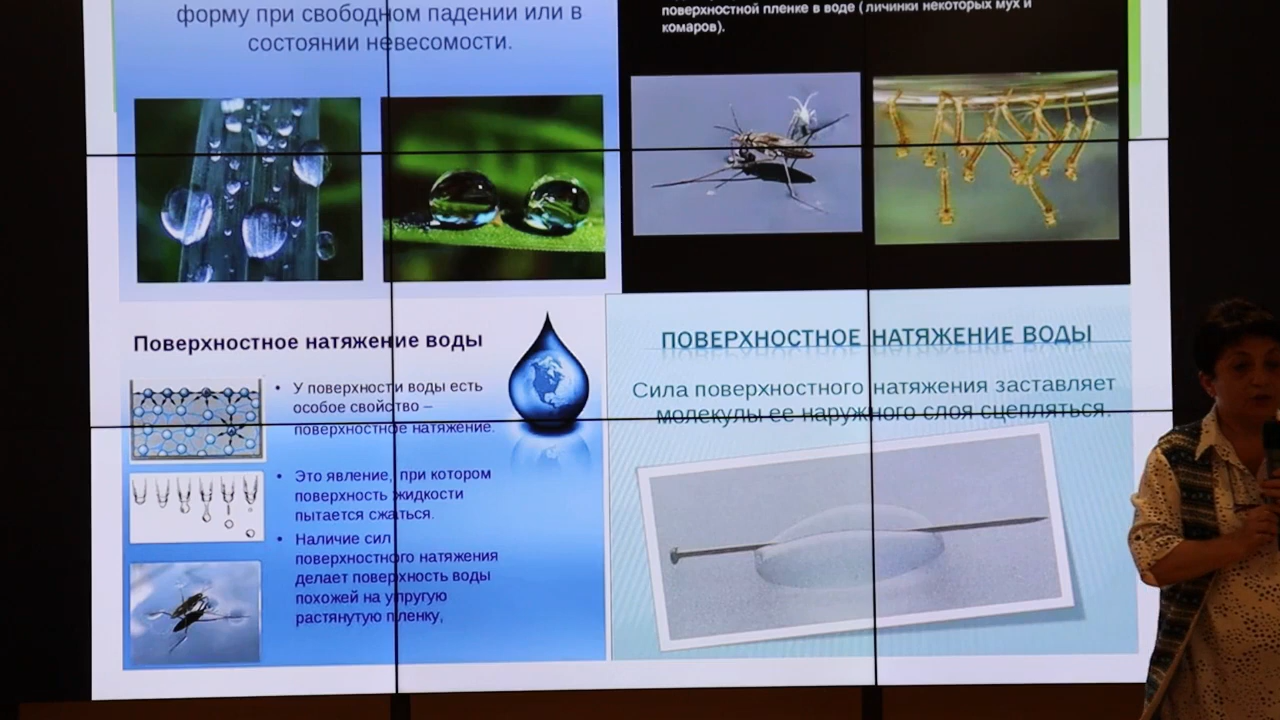 форму при свободном падении или в
состоянии невесомости.
поверхностной пленке в воде (личинки некоторых мух и
комаров).
Поверхностное натяжение воды
• У поверхности воды есть
особое свойство –
поверхностное натяжение.
• Это явление, при котором
поверхность жидкости
пытается сжаться.
• Наличие сил
поверхностного натяжения
делает поверхность воды
похожей на упругую
растянутую пленку,
ПОВЕРХНОСТНОЕ НАТЯЖЕНИЕ ВОДЫ
Сила поверхностного натяжения заставляет
молекулы ее наружного слоя сцепляться.